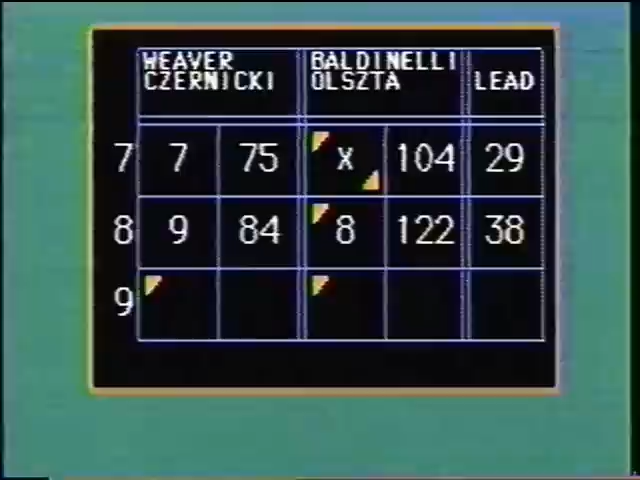 WEAVER CZERNICKI BALDINELLI OLSZTA LEAD
7 7 75 X 104 29
8 9 84 8 122 38
9